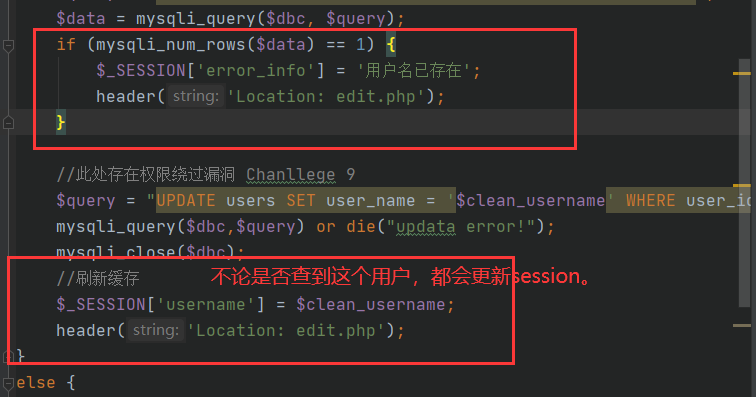 $data = mysqli_query($dbc, $query);
if (mysqli_num_rows($data) == 1) {
$_SESSION['error_info'] = '用户名已存在';
header( string: 'Location: edit.php');
}
//此处存在权限绕过漏洞 Chanllege 9
$query = "UPDATE users SET user_name = '$clean_username' WHERE user_i
mysqli_query($dbc,$query) or die("updata error!");
mysqli_close($dbc);
//刷新缓存 不论是否查到这个用户，都会更新session。
$_SESSION['username'] = $clean_username;
header( string: 'Location: edit.php');
}
else {